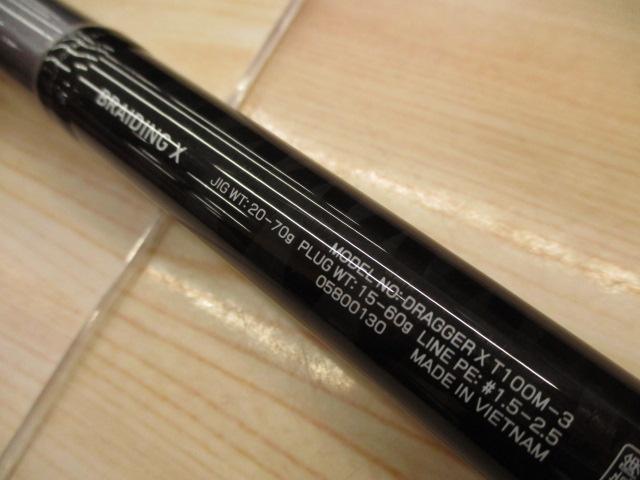 BRAIDING X
MODEL NO:DRAGGER X T100M-3
JIG WT:20-70g PLUG WT:15-60g LINE PE:#1.5-2.5
05800130 MADE IN VIETNAM